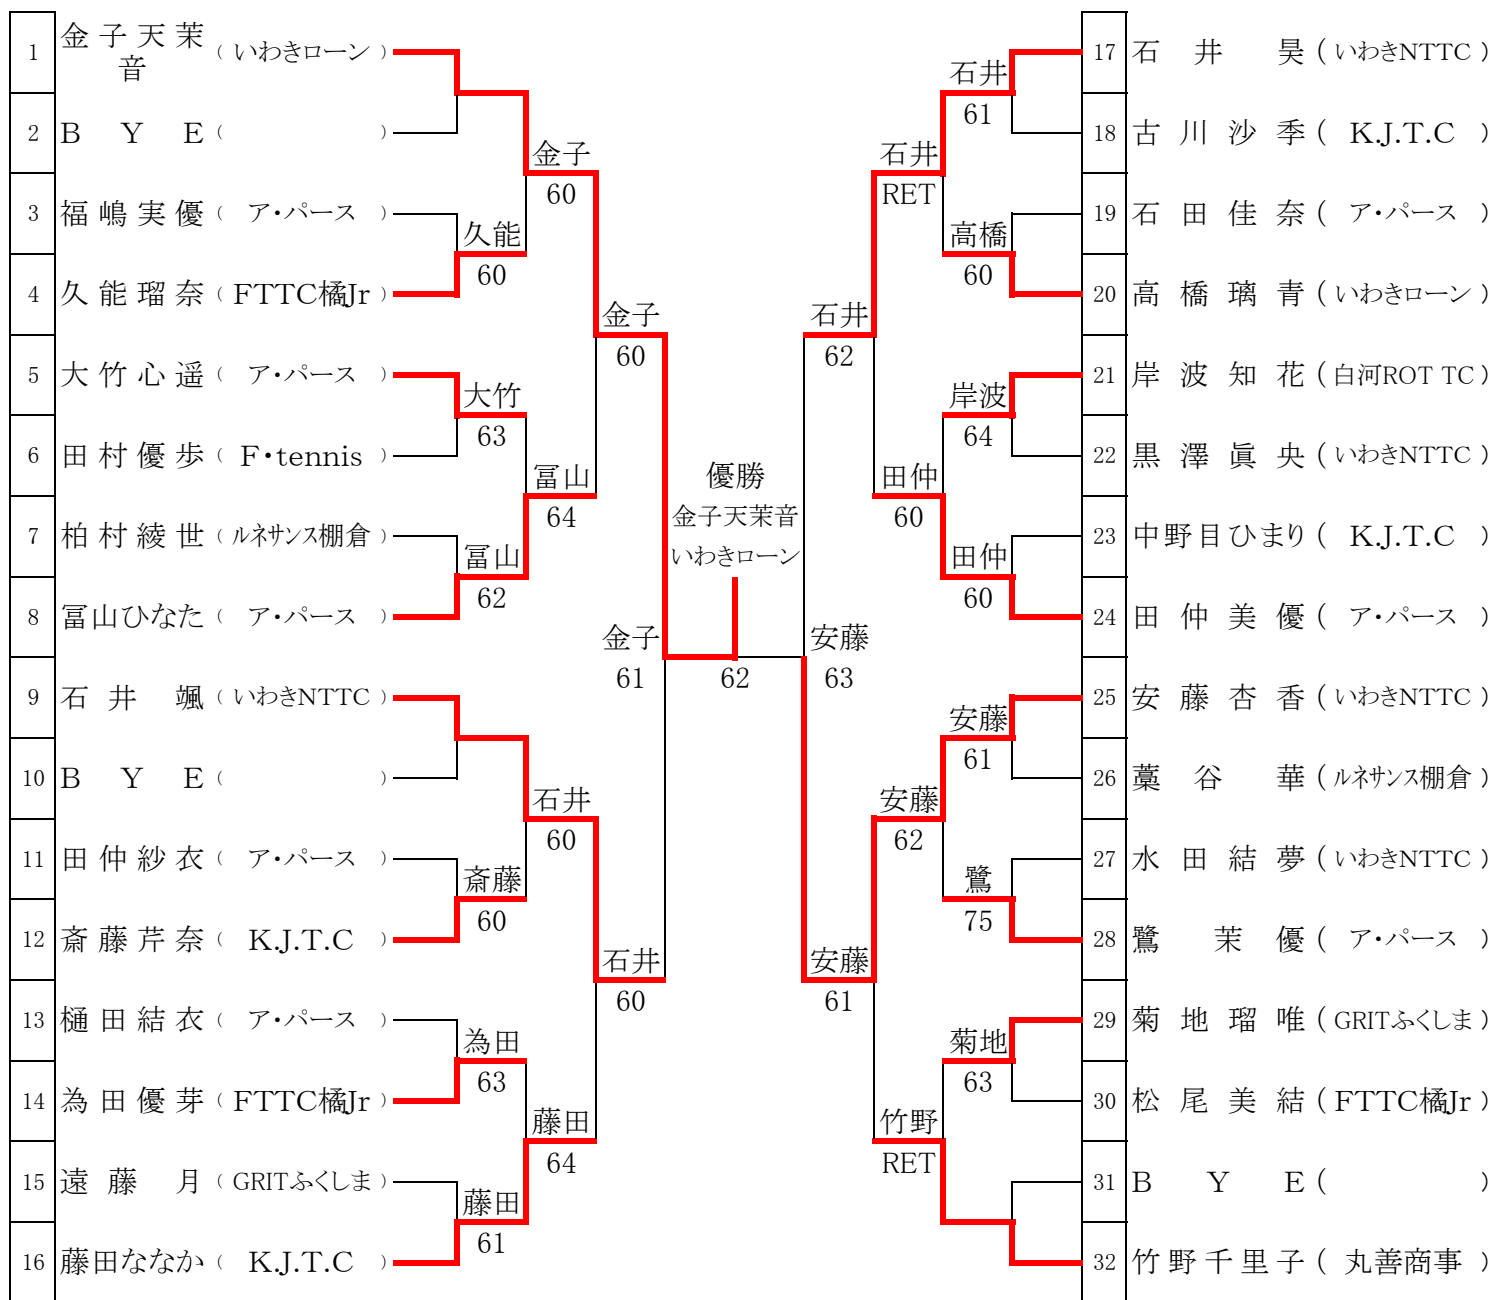 1 金子天茉音 (いわきローン)
2 B Y E ( )
3 福嶋実優 (ア・パース)
4 久能瑠奈 (FTTC橘Jr)
5 大竹心遥 (ア・パース)
6 田村優歩 (F・tennis)
7 柏村綾世 (ルネサンス棚倉)
8 冨山ひなた (ア・パース)
9 石井 颯 (いわきNTTC)
10 B Y E ( )
11 田仲紗衣 (ア・パース)
12 斎藤芹奈 (K.J.T.C)
13 樋田結衣 (ア・パース)
14 為田優芽 (FTTC橘Jr)
15 遠藤 月 (GRITふくしま)
16 藤田ななか (K.J.T.C)
久能
60
大竹
63
冨山
62
斎藤
60
為田
63
藤田
61
金子
60
冨山
64
石井
60
藤田
64
金子
60
石井
60
金子
61
優勝
金子天茉音
いわきローン
62
安藤
63
石井
62
安藤
61
石井
RET
田仲
60
安藤
62
竹野
RET
石井
61
高橋
60
岸波
64
田仲
60
安藤
61
鷺
75
菊地
63
17 石井 昊 (いわきNTTC)
18 古川沙季 (K.J.T.C)
19 石田佳奈 (ア・パース)
20 高橋璃青 (いわきローン)
21 岸波知花 (白河ROT TC)
22 黒澤眞央 (いわきNTTC)
23 中野目ひまり (K.J.T.C)
24 田仲美優 (ア・パース)
25 安藤杏香 (いわきNTTC)
26 藁谷 華 (ルネサンス棚倉)
27 水田結夢 (いわきNTTC)
28 鷺 茉優 (ア・パース)
29 菊地瑠唯 (GRITふくしま)
30 松尾美結 (FTTC橘Jr)
31 B Y E ( )
32 竹野千里子 (丸善商事)